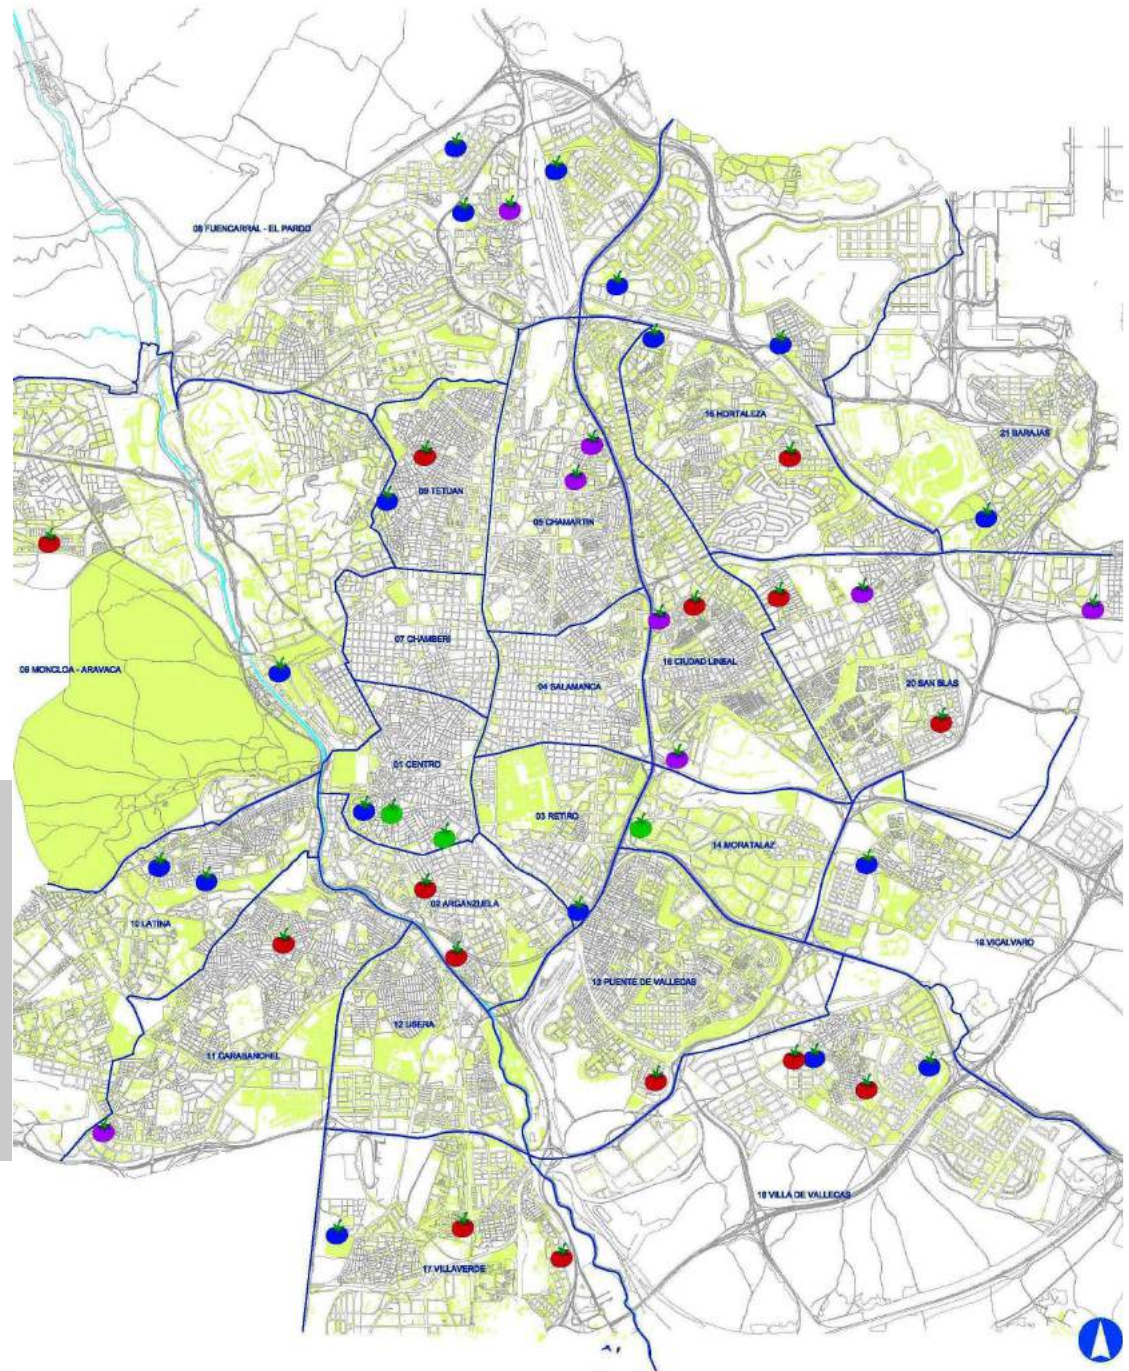 08 FUENCARRAL - EL PARDO
16 HORTALEZA
21 BARAJAS
09 TETUAN
05 CHAMARTIN
07 CHAMBERI
15 CIUDAD LINEAL
09 MONCLOA - ARAVACA
04 SALAMANCA
20 SAN BLAS
01 CENTRO
03 RETIRO
14 MORATALAZ
02 ARGANZUELA
10 LATINA
19 VICALVARO
13 PUENTE DE VALLECAS
12 USERA
11 CARABANCHEL
18 VILLA DE VALLECAS
17 VILLAVERDE